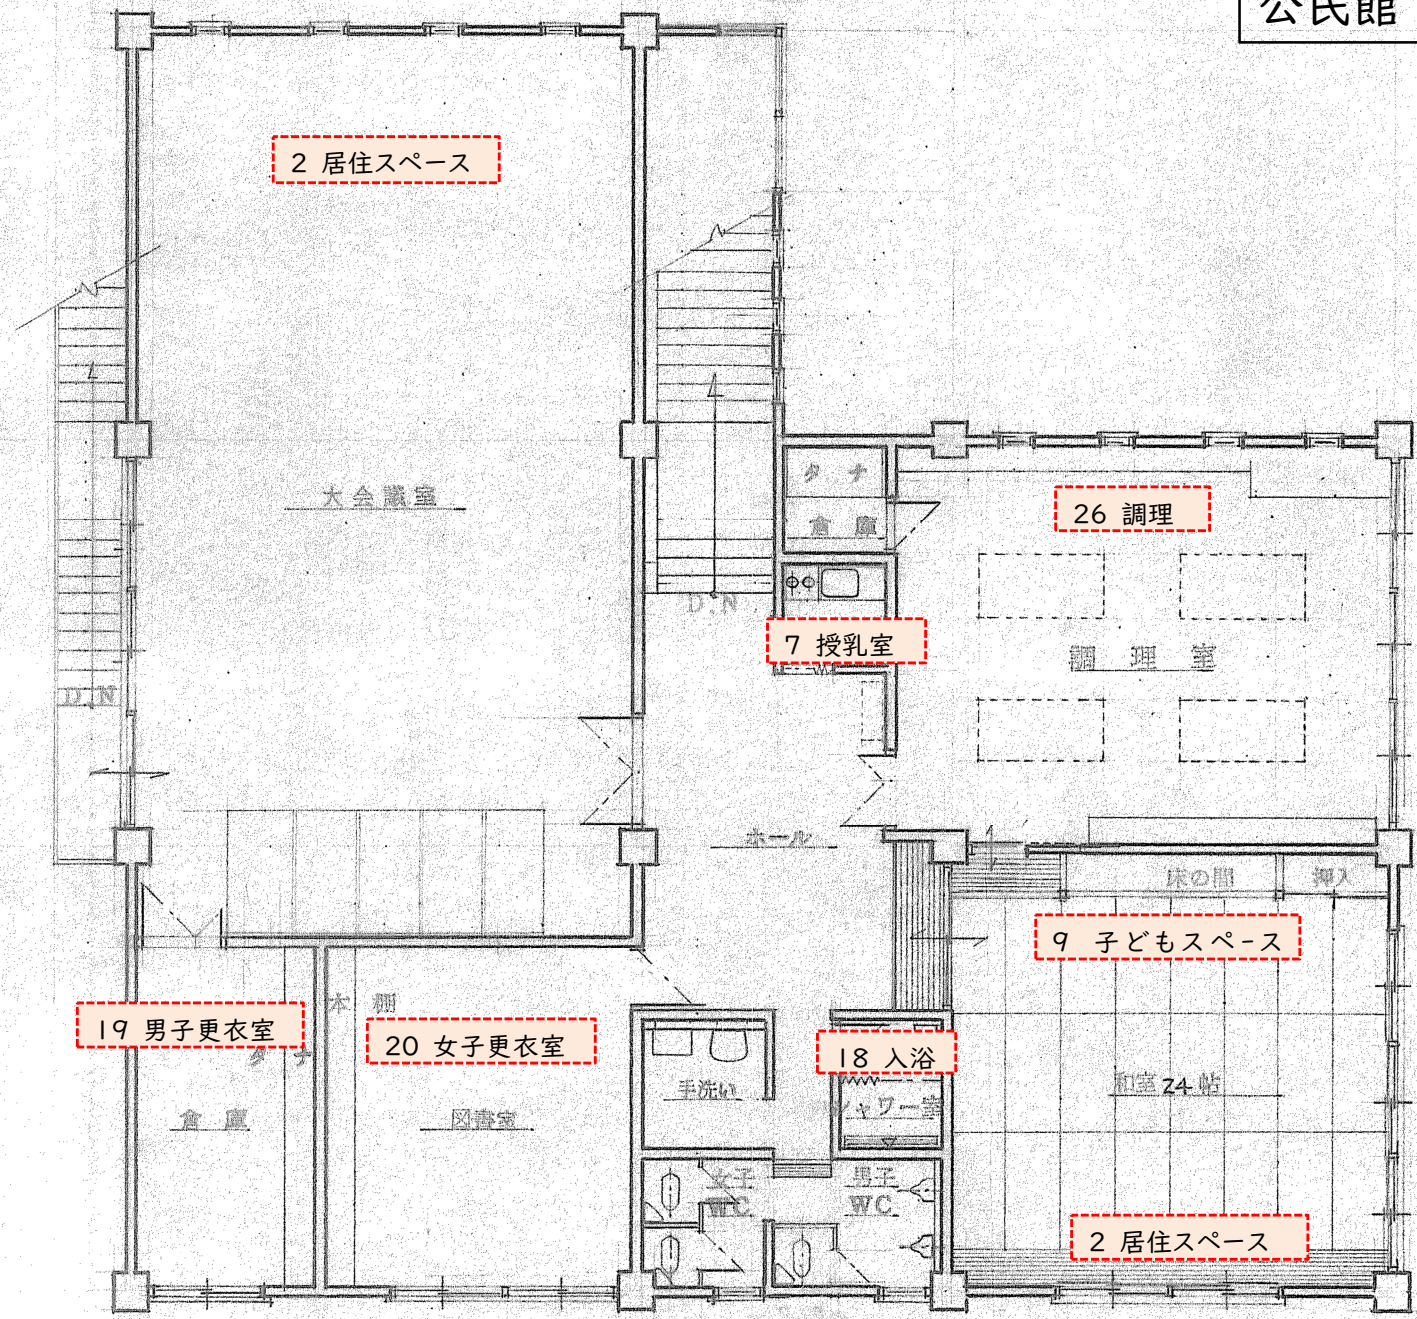 公民館
2 居住スペース
大会議室
タナ
倉庫
26 調理
D.N
7 授乳室
調理室
D.N
ホール
床の間
押入
9 子どもスペース
19 男子更衣室
本棚
20 女子更衣室
タナ
18 入浴
手洗い
シャワー室
和室 24 帖
倉庫
図書室
女子
WC
男子
WC
2 居住スペース